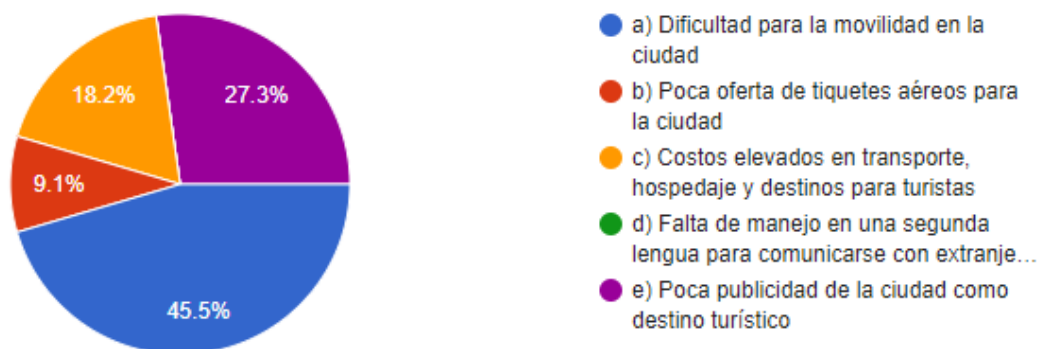 18.2%
27.3%
9.1%
45.5%
a) Dificultad para la movilidad en la
ciudad
b) Poca oferta de tiquetes aéreos para
la ciudad
c) Costos elevados en transporte,
hospedaje y destinos para turistas
d) Falta de manejo en una segunda
lengua para comunicarse con extranje…
e) Poca publicidad de la ciudad como
destino turístico